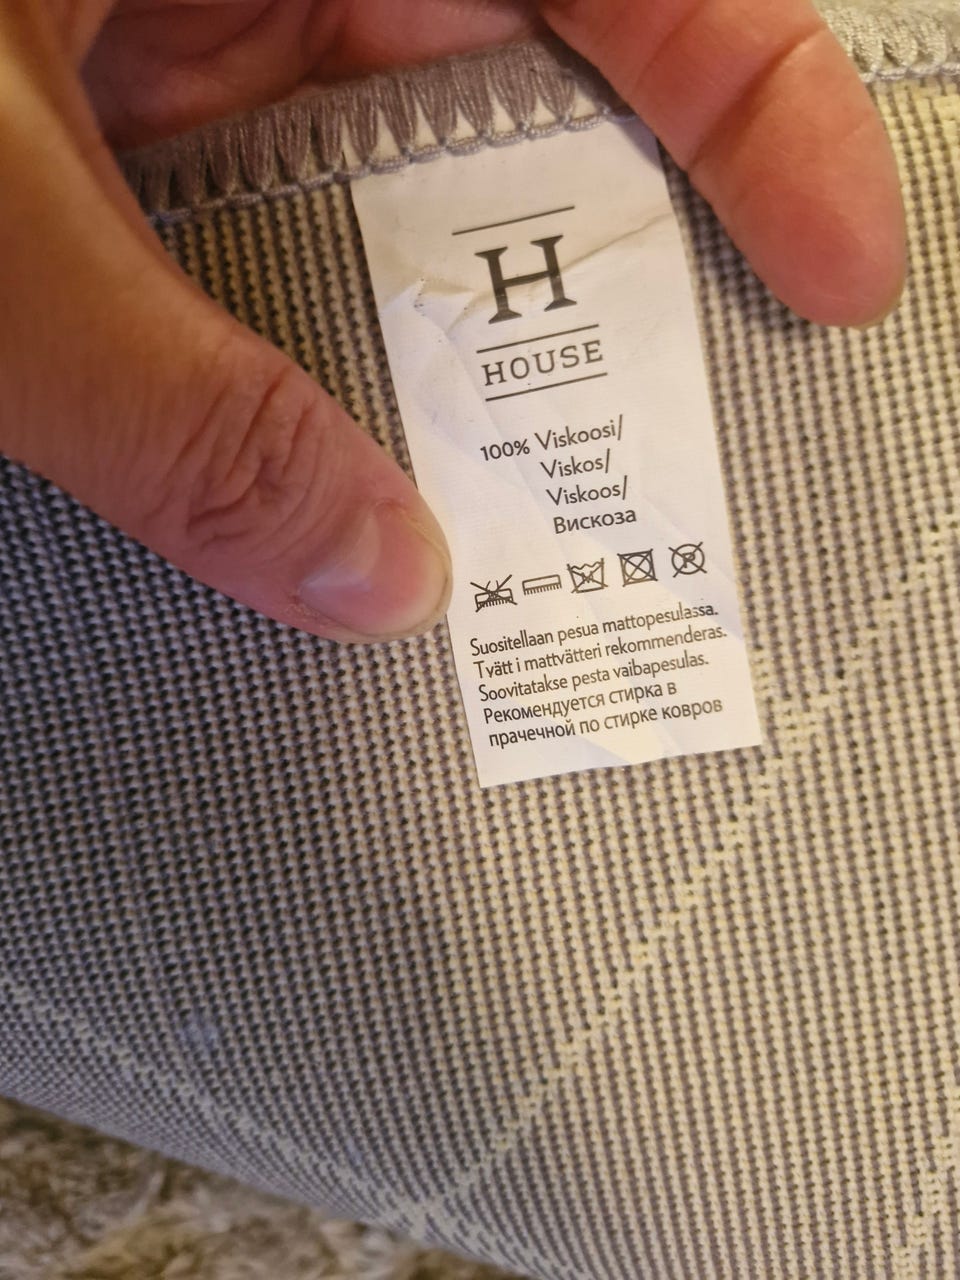 H
HOUSE
100% Viskoosi/
Viskos/
Viskoos/
Вискоза
P
Suositellaan pesua mattopesulassa.
Tvätt i mattvätteri rekommenderas.
Soovitatakse pesta vaibapesulas.
Рекомендуется стирка в
прачечной по стирке ковров